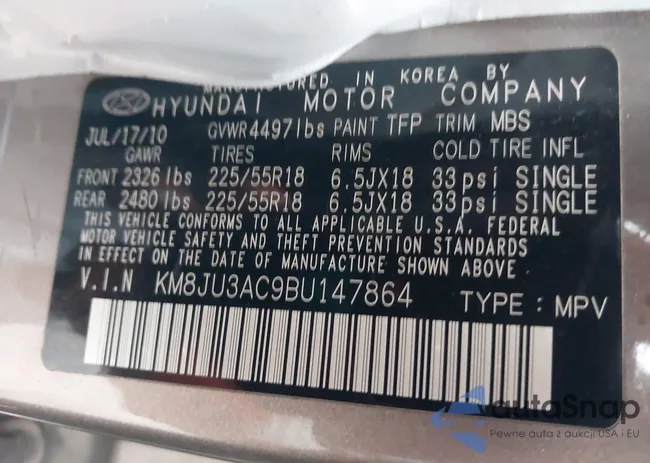 MANUFACTURED IN KOREA BY
HYUNDAI MOTOR COMPANY
JUL/17/10 GVWR 4497lbs PAINT TFP TRIM MBS
GAWR TIRES RIMS COLD TIRE INFL
FRONT 2326 lbs 225/55R18 6.5JX18 33psi SINGLE
REAR 2480 lbs 225/55R18 6.5JX18 33psi SINGLE
THIS VEHICLE CONFORMS TO ALL APPLICABLE U.S.A. FEDERAL
MOTOR VEHICLE SAFETY AND THEFT PREVENTION STANDARDS
IN EFFECT ON THE DATE OF MANUFACTURE SHOWN ABOVE.
V.I.N KM8JU3AC9BU147864 TYPE : MPV
autoSnap
Pewne auta z aukcji USA i EU